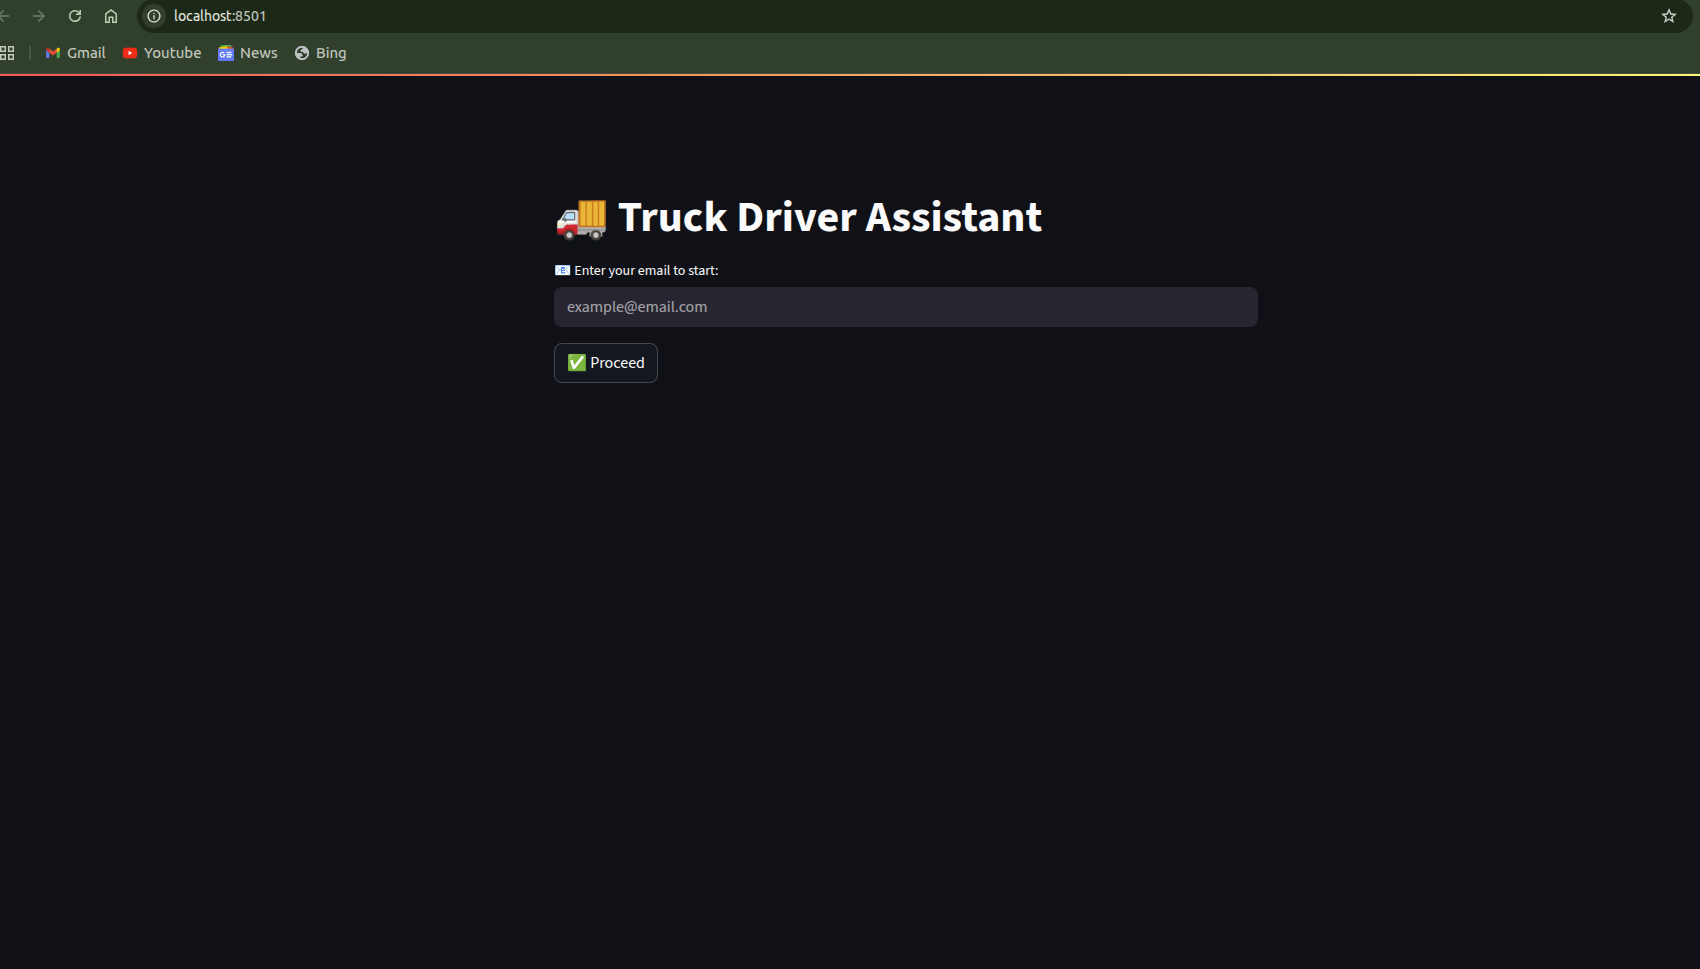 localhost:8501
Gmail Youtube News Bing
Truck Driver Assistant
Enter your email to start:
example@email.com
Proceed